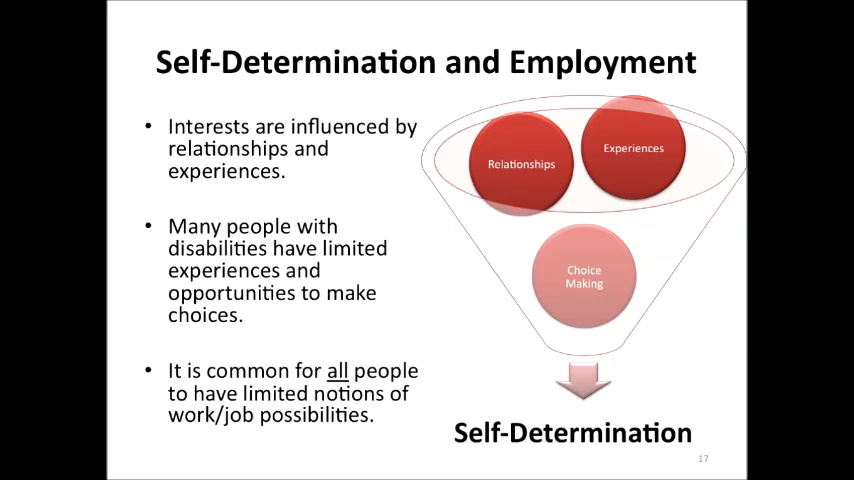 Self-Determination and Employment
• Interests are influenced by
relationships and
experiences.
• Many people with
disabilities have limited
experiences and
opportunities to make
choices.
• It is common for all people
to have limited notions of
work/job possibilities.
Relationships
Experiences
Choice
Making
Self-Determination
17